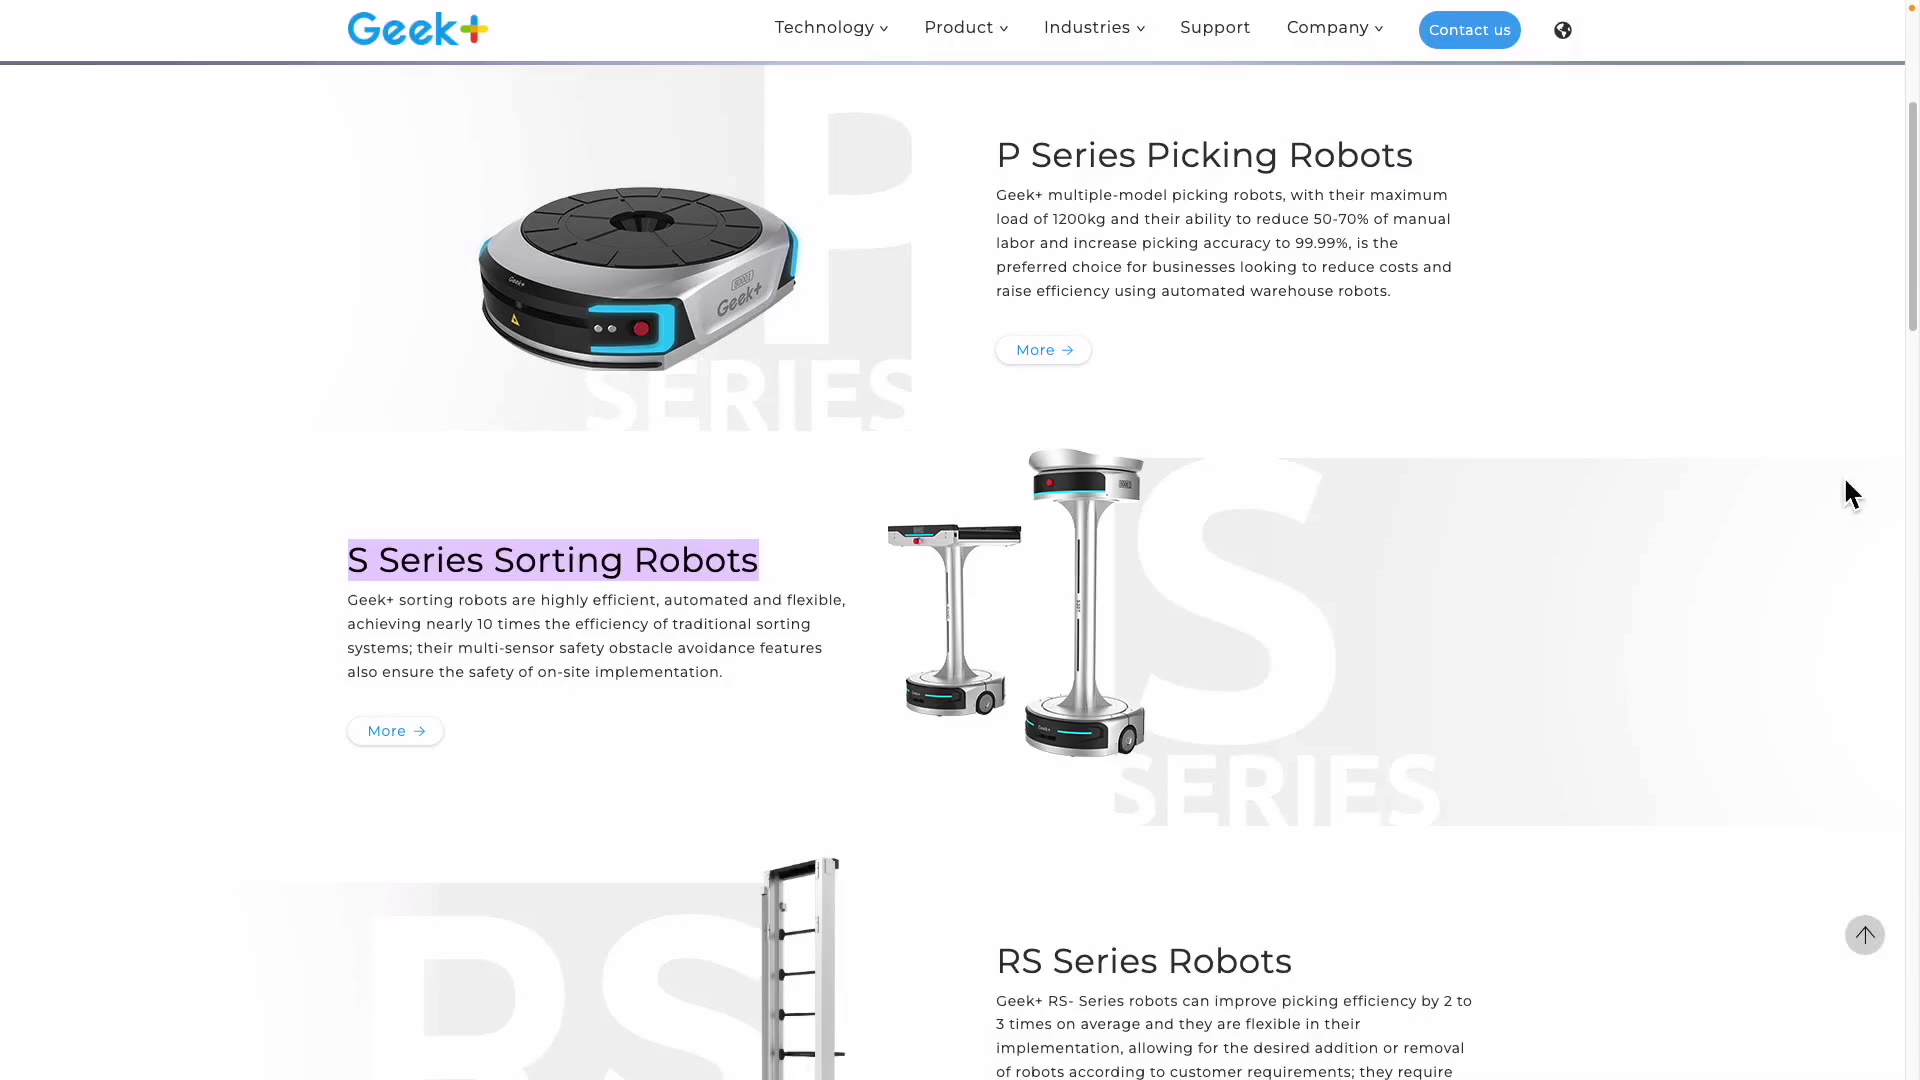 Geek+
Technology
Product
Industries
Support
Company
Contact us
P
SERIES
Geek+
Geek+
P Series Picking Robots
Geek+ multiple-model picking robots, with their maximum
load of 1200kg and their ability to reduce 50-70% of manual
labor and increase picking accuracy to 99.99%, is the
preferred choice for businesses looking to reduce costs and
raise efficiency using automated warehouse robots.
More →
S Series Sorting Robots
Geek+ sorting robots are highly efficient, automated and flexible,
achieving nearly 10 times the efficiency of traditional sorting
systems; their multi-sensor safety obstacle avoidance features
also ensure the safety of on-site implementation.
More →
S
SERIES
RS
RS Series Robots
Geek+ RS- Series robots can improve picking efficiency by 2 to
3 times on average and they are flexible in their
implementation, allowing for the desired addition or removal
of robots according to customer requirements; they require